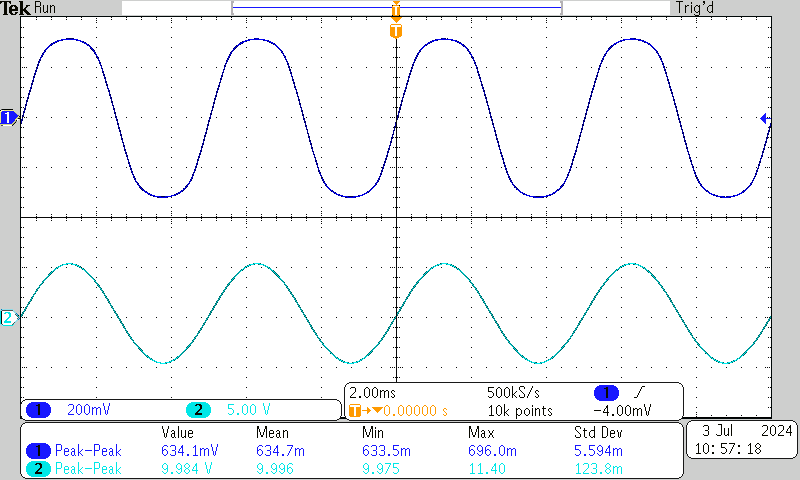 Tek Run Trig'd
T
T
1
2
1 200mV 2 5.00 V
2.00ms 500kS/s 1
T→▼0.00000 s 10k points −4.00mV
Value Mean Min Max Std Dev
1 Peak−Peak 634.1mV 634.7m 633.5m 696.0m 5.594m
2 Peak−Peak 9.984 V 9.996 9.975 11.40 123.8m
3 Jul 2024
10:57:18